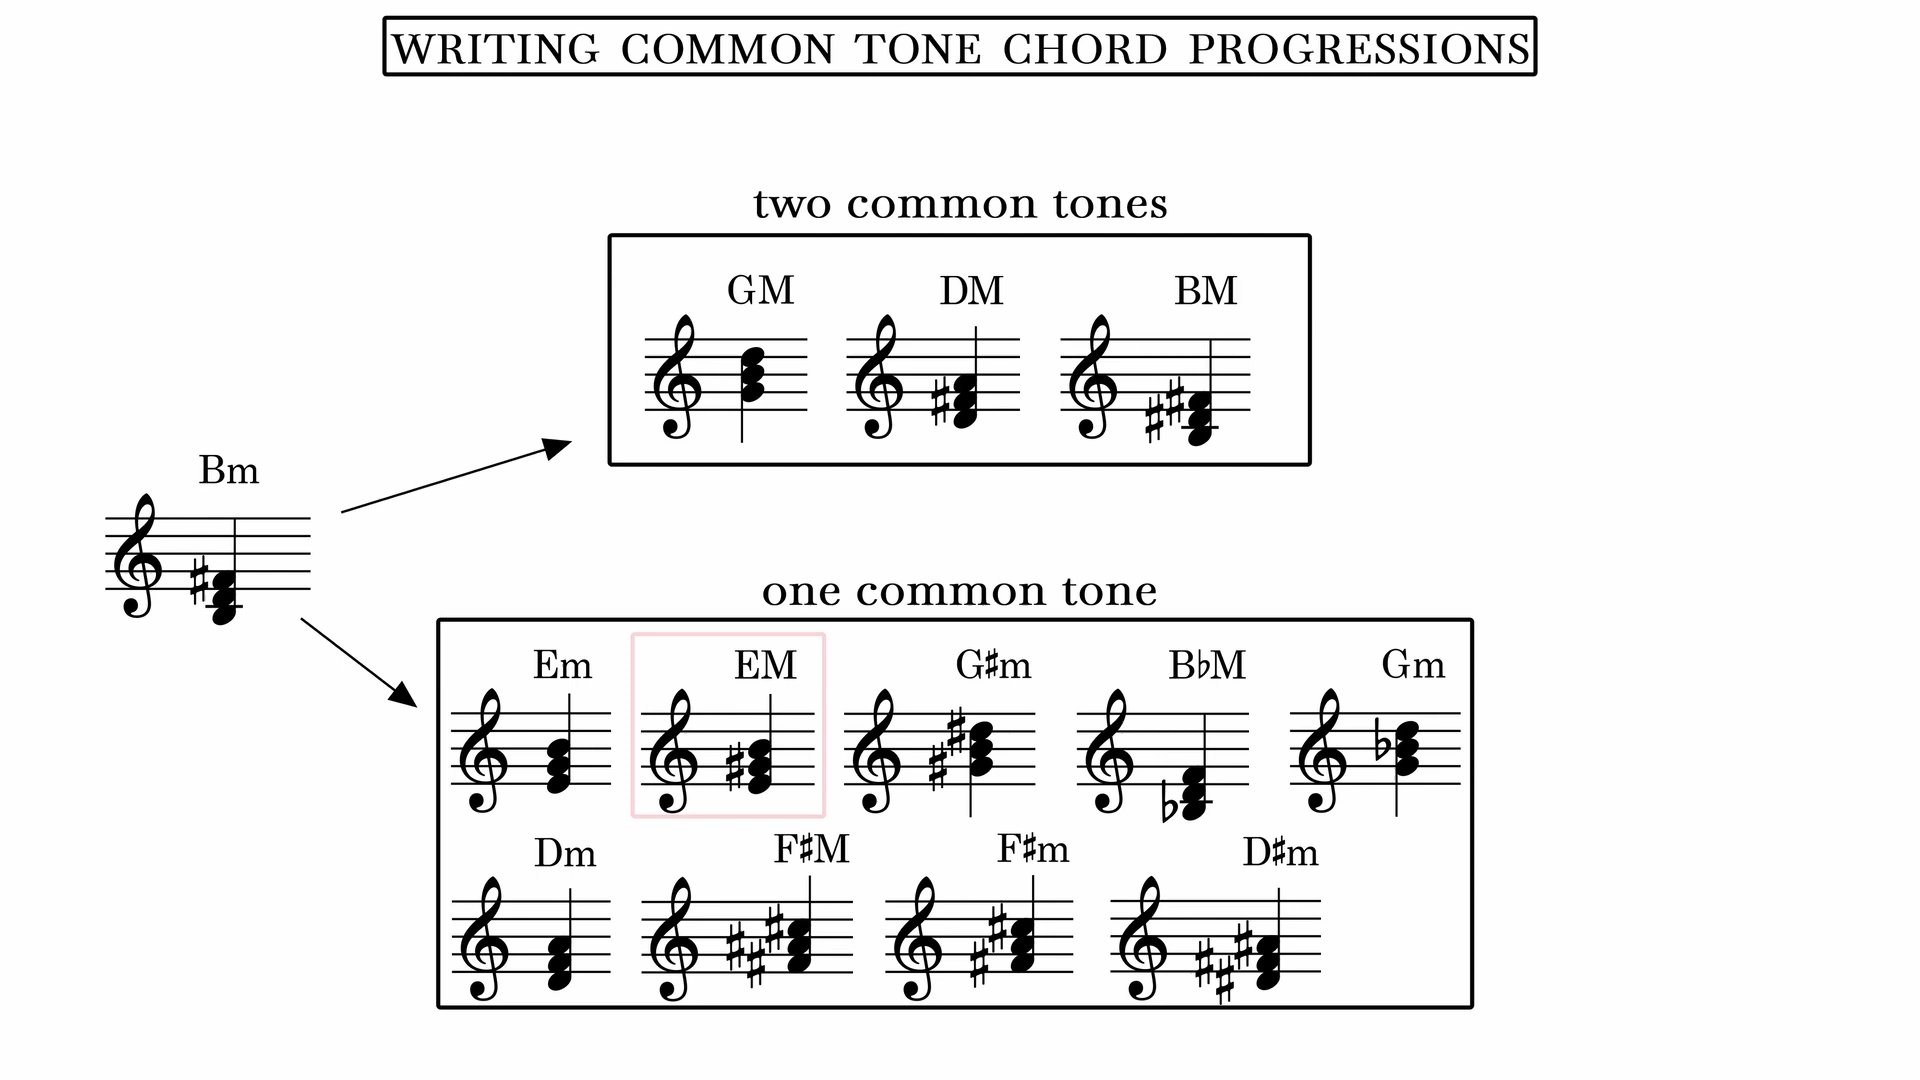 WRITING COMMON TONE CHORD PROGRESSIONS
two common tones
GM DM BM
Bm
one common tone
Em EM G♯m B♭M Gm
Dm F♯M F♯m D♯m